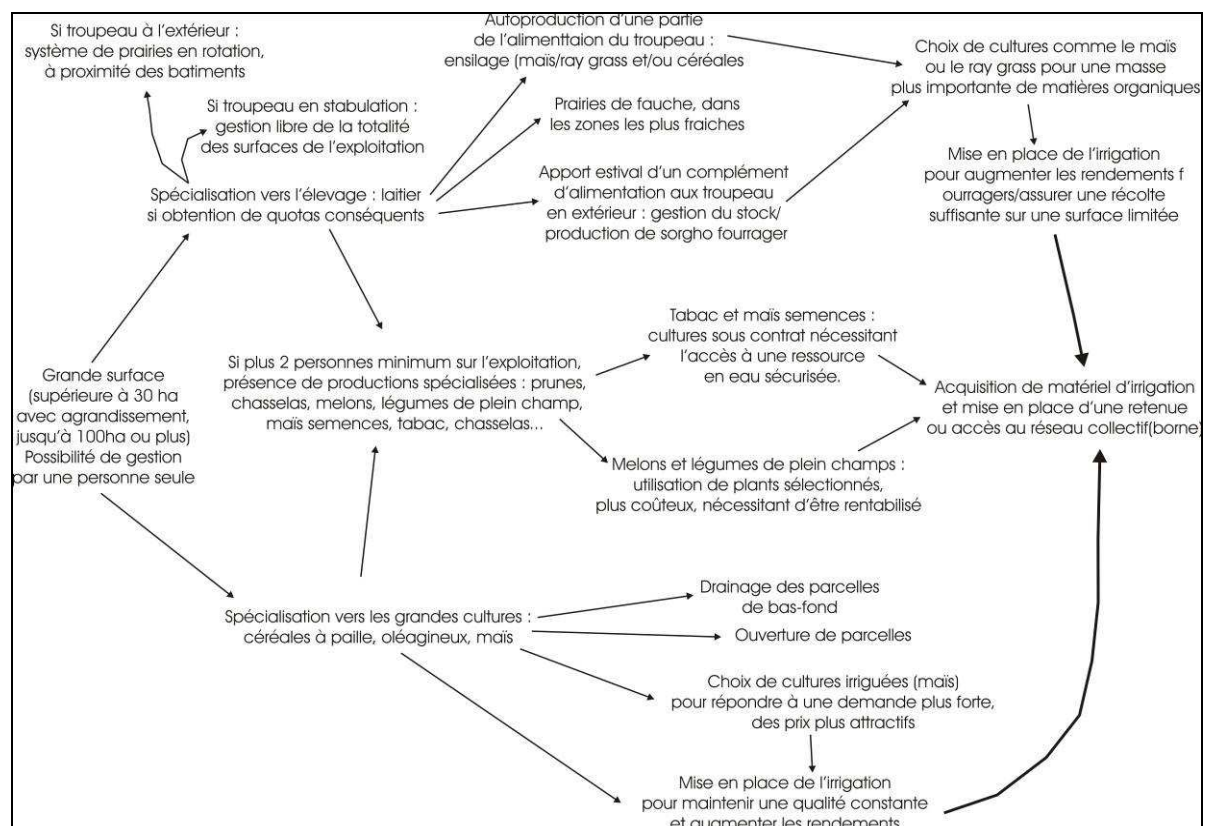 Si troupeau à l'extérieur :
système de prairies en rotation,
à proximité des batiments
Si troupeau en stabulation :
gestion libre de la totalité
des surfaces de l'exploitation
Spécialisation vers l'élevage : laitier
si obtention de quotas conséquents
Autoproduction d'une partie
de l'alimenttaion du troupeau :
ensilage (maïs/ray grass et/ou céréales
Prairies de fauche, dans
les zones les plus fraiches
Apport estival d'un complément
d'alimentation aux troupeau
en extérieur : gestion du stock/
production de sorgho fourrager
Choix de cultures comme le maïs
ou le ray grass pour une masse
plus importante de matières organiques
Mise en place de l'irrigation
pour augmenter les rendements f
ourragers/assurer une récolte
suffisante sur une surface limitée
Grande surface
(supérieure à 30 ha
avec agrandissement,
jusqu'à 100ha ou plus)
Possibilité de gestion
par une personne seule
Si plus 2 personnes minimum sur l'exploitation,
présence de productions spécialisées : prunes,
chasselas, melons, légumes de plein champ,
maïs semences, tabac, chasselas...
Tabac et maïs semences :
cultures sous contrat nécessitant
l'accès à une ressource
en eau sécurisée.
Melons et légumes de plein champs :
utilisation de plants sélectionnés,
plus coûteux, nécessitant d'être rentabilisé
Acquisition de matériel d'irrigation
et mise en place d'une retenue
ou accès au réseau collectif(borne)
Spécialisation vers les grandes cultures :
céréales à paille, oléagineux, maïs
Drainage des parcelles
de bas-fond
Ouverture de parcelles
Choix de cultures irriguées (maïs)
pour répondre à une demande plus forte,
des prix plus attractifs
Mise en place de l'irrigation
pour maintenir une qualité constante
et augmenter les rendements